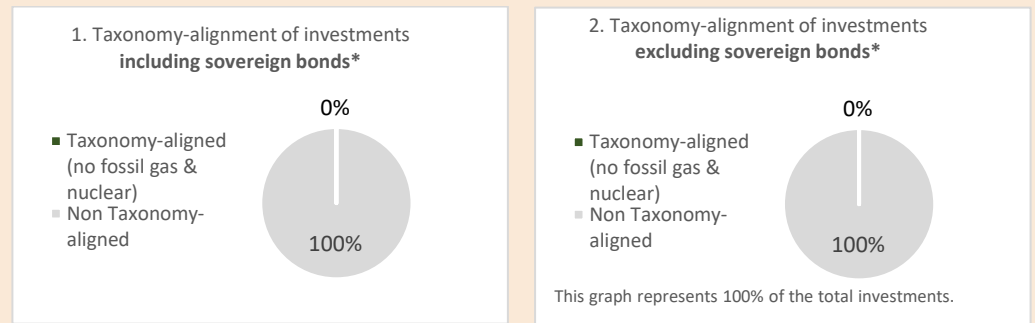 1. Taxonomy-alignment of investments
including sovereign bonds*
0%
Taxonomy-aligned
(no fossil gas &
nuclear)
Non Taxonomy-
aligned
100%
2. Taxonomy-alignment of investments
excluding sovereign bonds*
0%
Taxonomy-aligned
(no fossil gas &
nuclear)
Non Taxonomy-
aligned
100%
This graph represents 100% of the total investments.